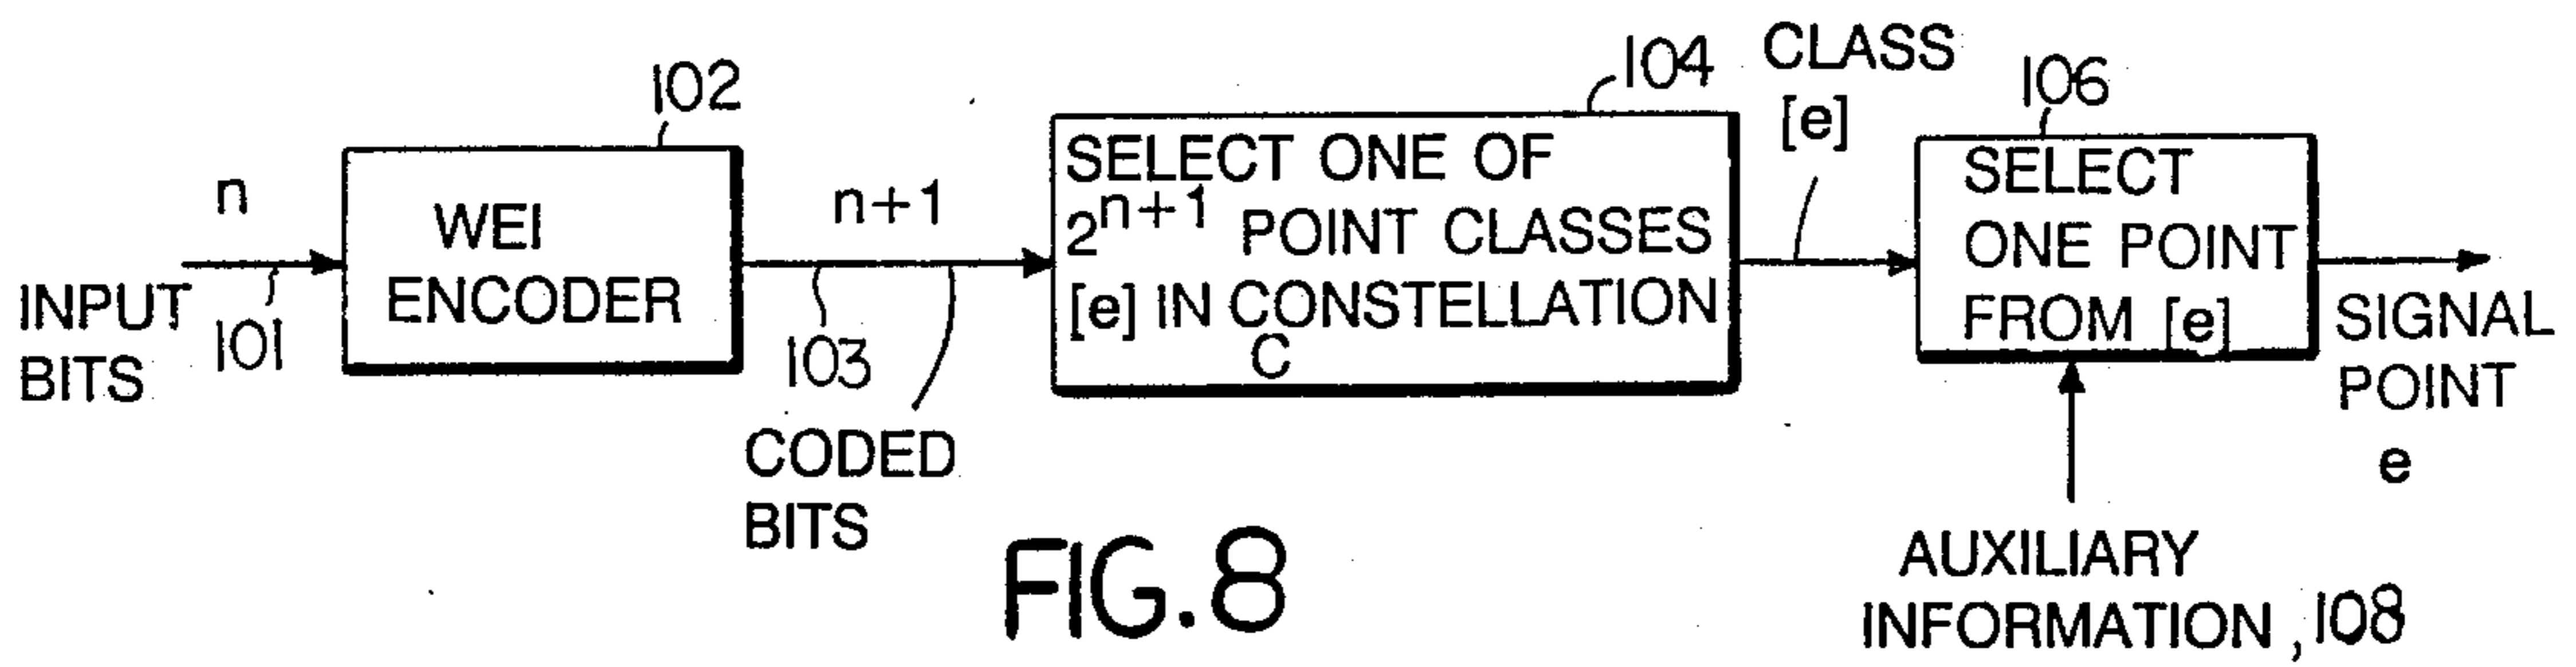 n
INPUT
BITS
101
102
WEI
ENCODER
n+1
103
CODED
BITS
104
SELECT ONE OF
2^n+1 POINT CLASSES
[e] IN CONSTELLATION
C
CLASS
[e]
106
SELECT
ONE POINT
FROM [e]
SIGNAL
POINT
e
AUXILIARY
INFORMATION, 108
FIG. 8